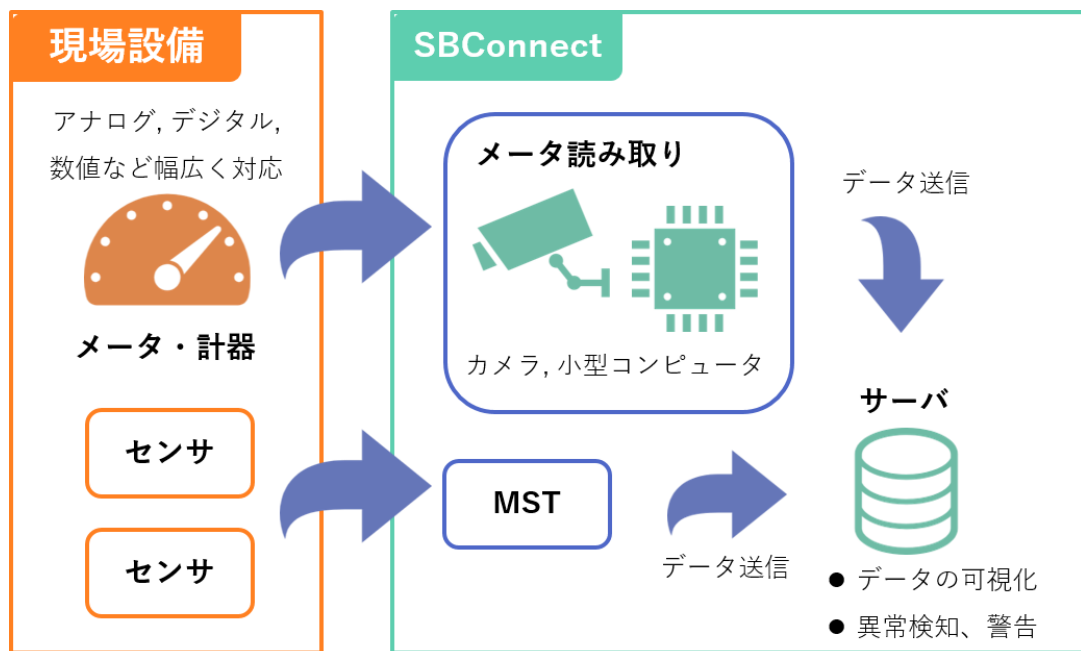 現場設備
アナログ, デジタル,
数値など幅広く対応
メータ・計器
センサ
センサ
SBConnect
メータ読み取り
カメラ, 小型コンピュータ
MST
データ送信
データ送信
サーバ
● データの可視化
● 異常検知、警告